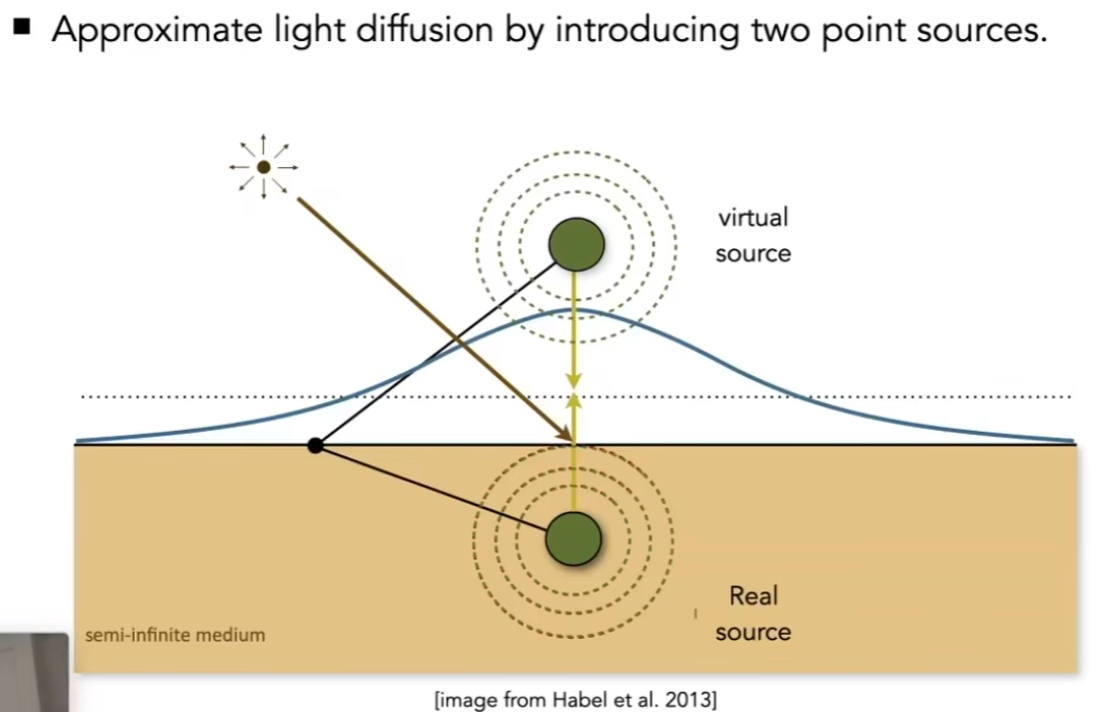 Approximate light diffusion by introducing two point sources.
virtual
source
Real
source
semi-infinite medium
[image from Habel et al. 2013]